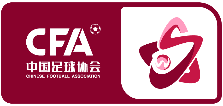 CFA
中国足球协会
CHINESE FOOTBALL ASSOCIATION